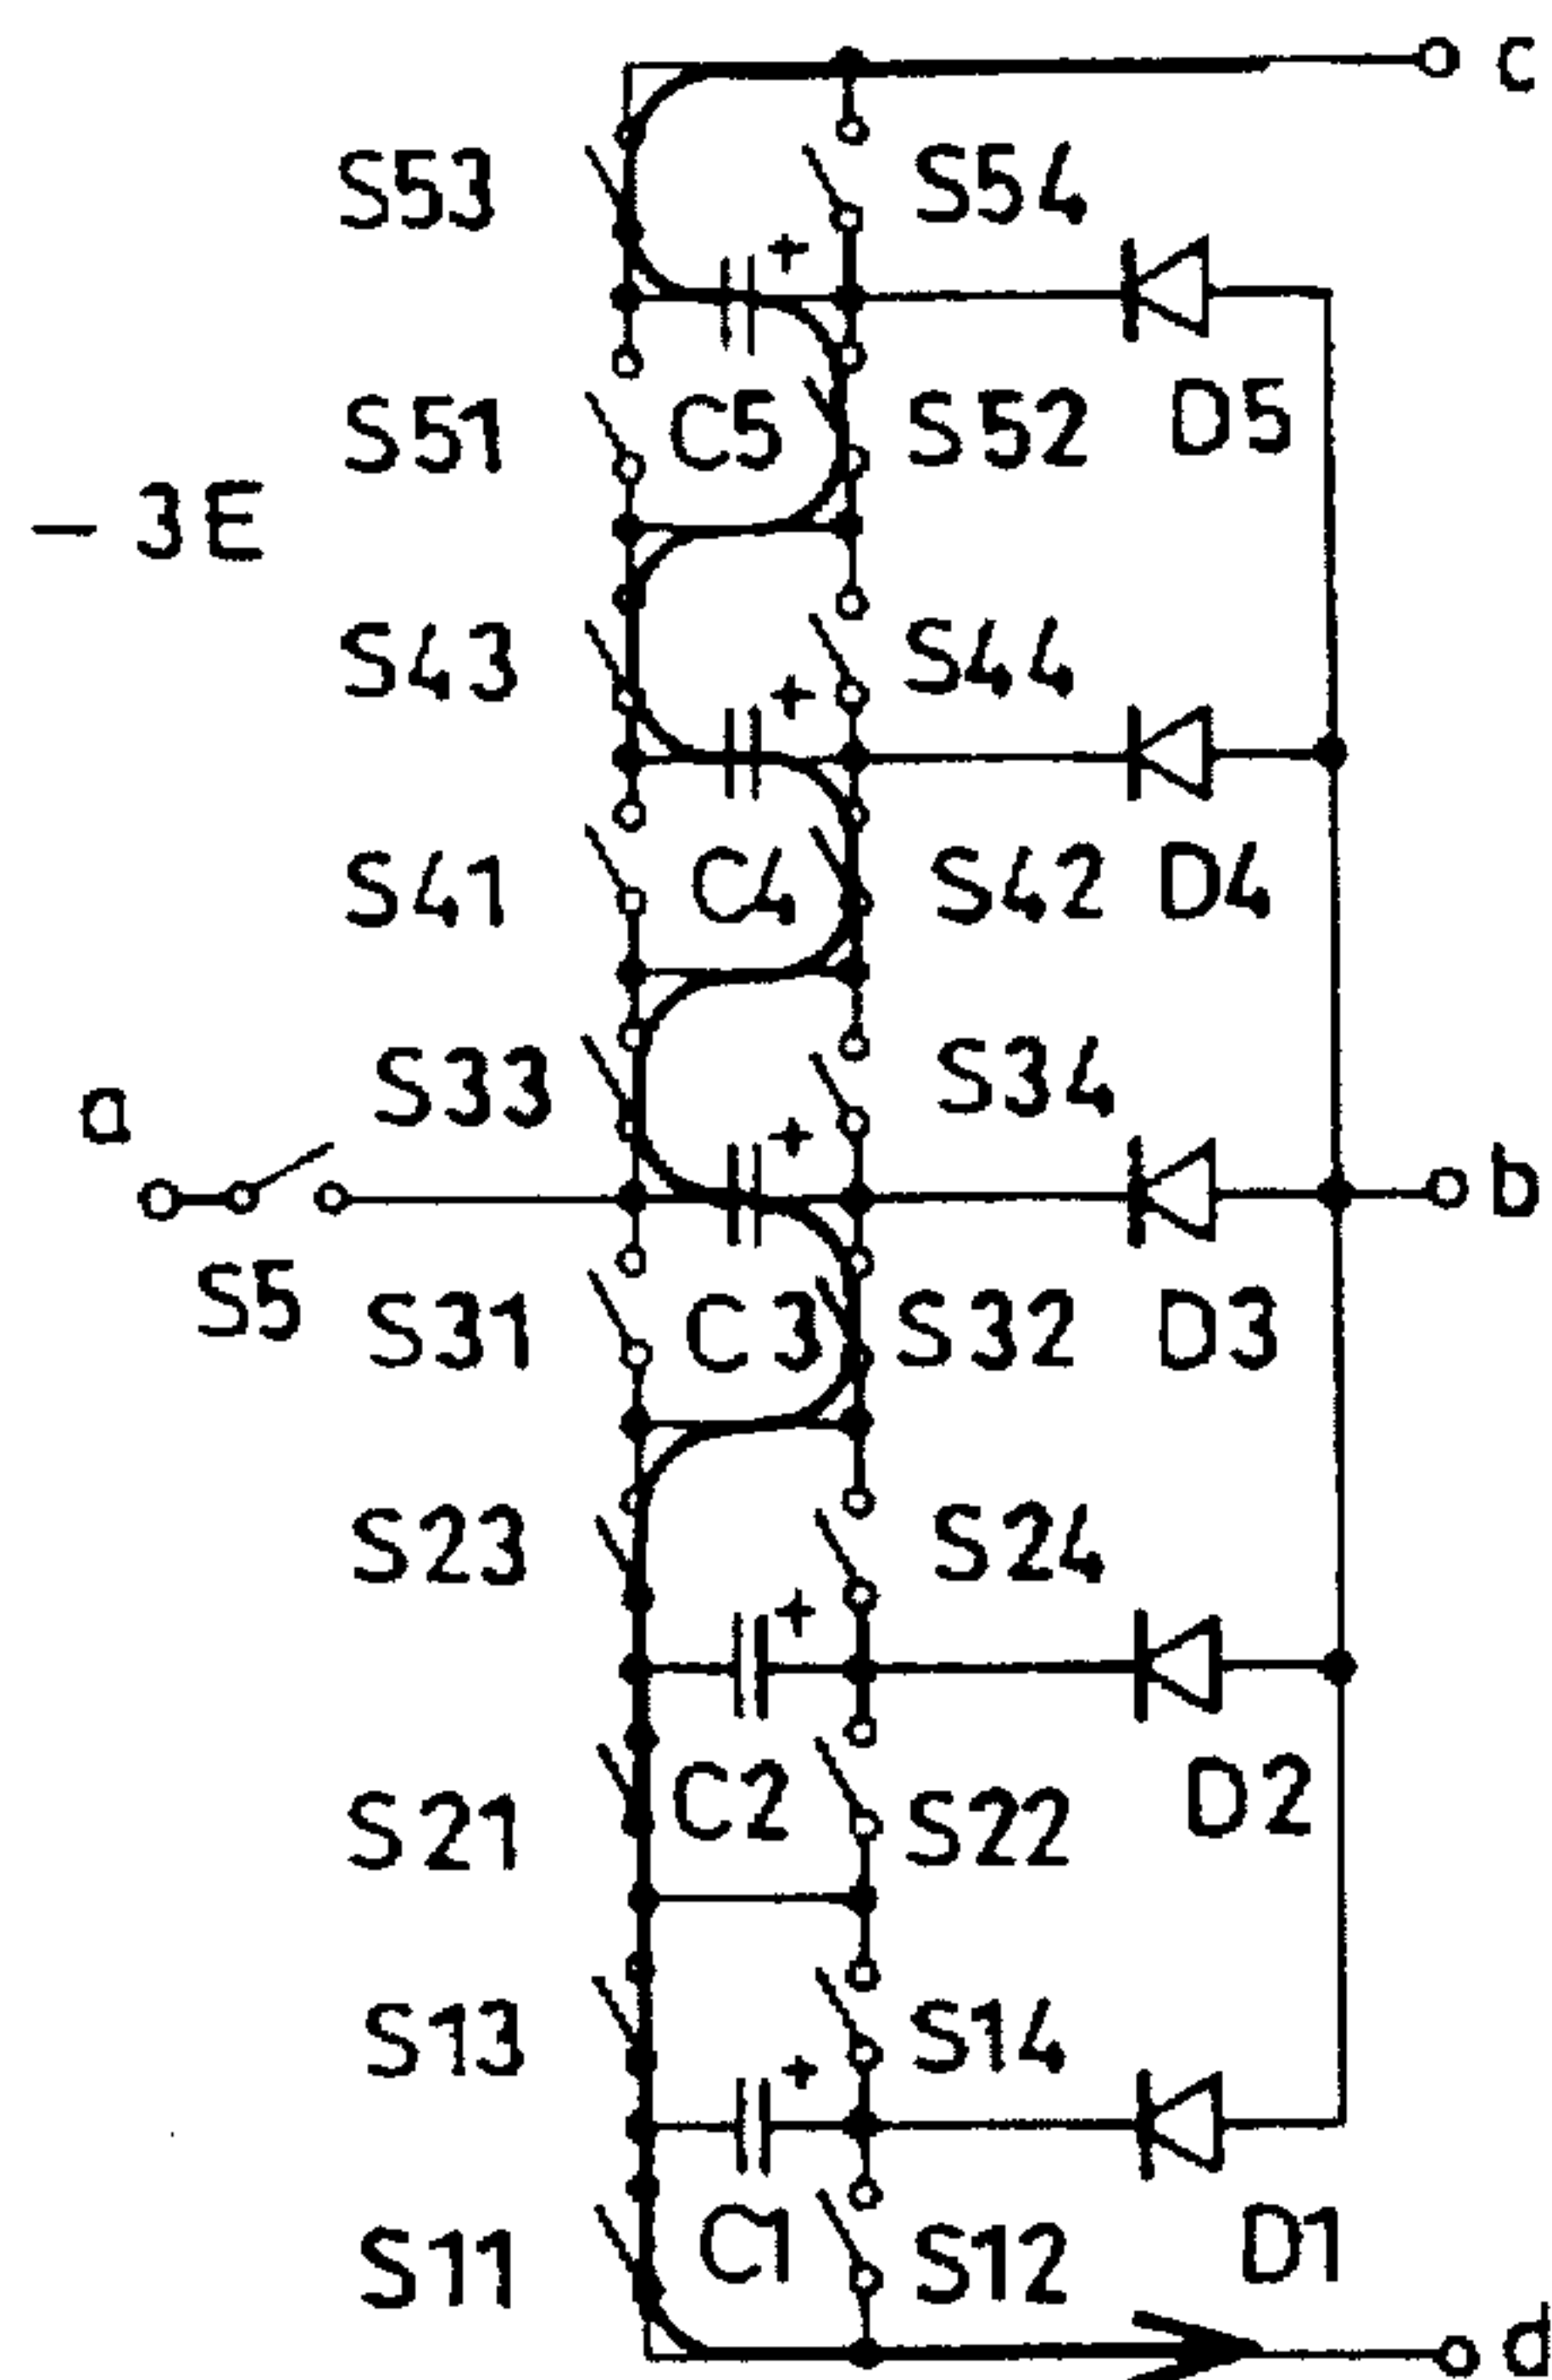 c
S53 S54
+
S51 C5 S52 D5
− 3E
S43 S44
+
S41 C4 S42 D4
S33 S34
a
+
b
S5 S31 C3 S32 D3
S23 S24
+
S21 C2 S22 D2
S13 S14
+
S11 C1 S12 D1
d